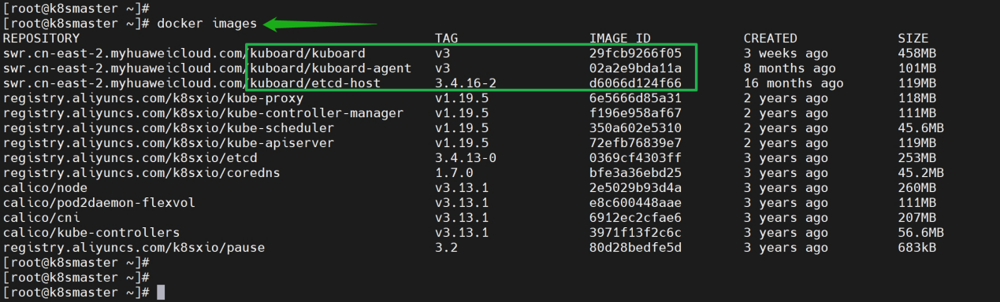 [root@k8smaster ~]#
[root@k8smaster ~]# docker images
REPOSITORY TAG IMAGE ID CREATED SIZE
swr.cn-east-2.myhuaweicloud.com/kuboard/kuboard v3 29fcb9266f05 3 weeks ago 458MB
swr.cn-east-2.myhuaweicloud.com/kuboard/kuboard-agent v3 02a2e9bda11a 8 months ago 101MB
swr.cn-east-2.myhuaweicloud.com/kuboard/etcd-host 3.4.16-2 d6066d124f66 16 months ago 119MB
registry.aliyuncs.com/k8sxio/kube-proxy v1.19.5 6e5666d85a31 2 years ago 118MB
registry.aliyuncs.com/k8sxio/kube-controller-manager v1.19.5 f196e958af67 2 years ago 111MB
registry.aliyuncs.com/k8sxio/kube-scheduler v1.19.5 350a602e5310 2 years ago 45.6MB
registry.aliyuncs.com/k8sxio/kube-apiserver v1.19.5 72efb76839e7 2 years ago 119MB
registry.aliyuncs.com/k8sxio/etcd 3.4.13-0 0369cf4303ff 3 years ago 253MB
registry.aliyuncs.com/k8sxio/coredns 1.7.0 bfe3a36ebd25 3 years ago 45.2MB
calico/node v3.13.1 2e5029b93d4a 3 years ago 260MB
calico/pod2daemon-flexvol v3.13.1 e8c600448aae 3 years ago 111MB
calico/cni v3.13.1 6912ec2cfae6 3 years ago 207MB
calico/kube-controllers v3.13.1 3971f13f2c6c 3 years ago 56.6MB
registry.aliyuncs.com/k8sxio/pause 3.2 80d28bedfe5d 3 years ago 683kB
[root@k8smaster ~]#
[root@k8smaster ~]#
[root@k8smaster ~]#